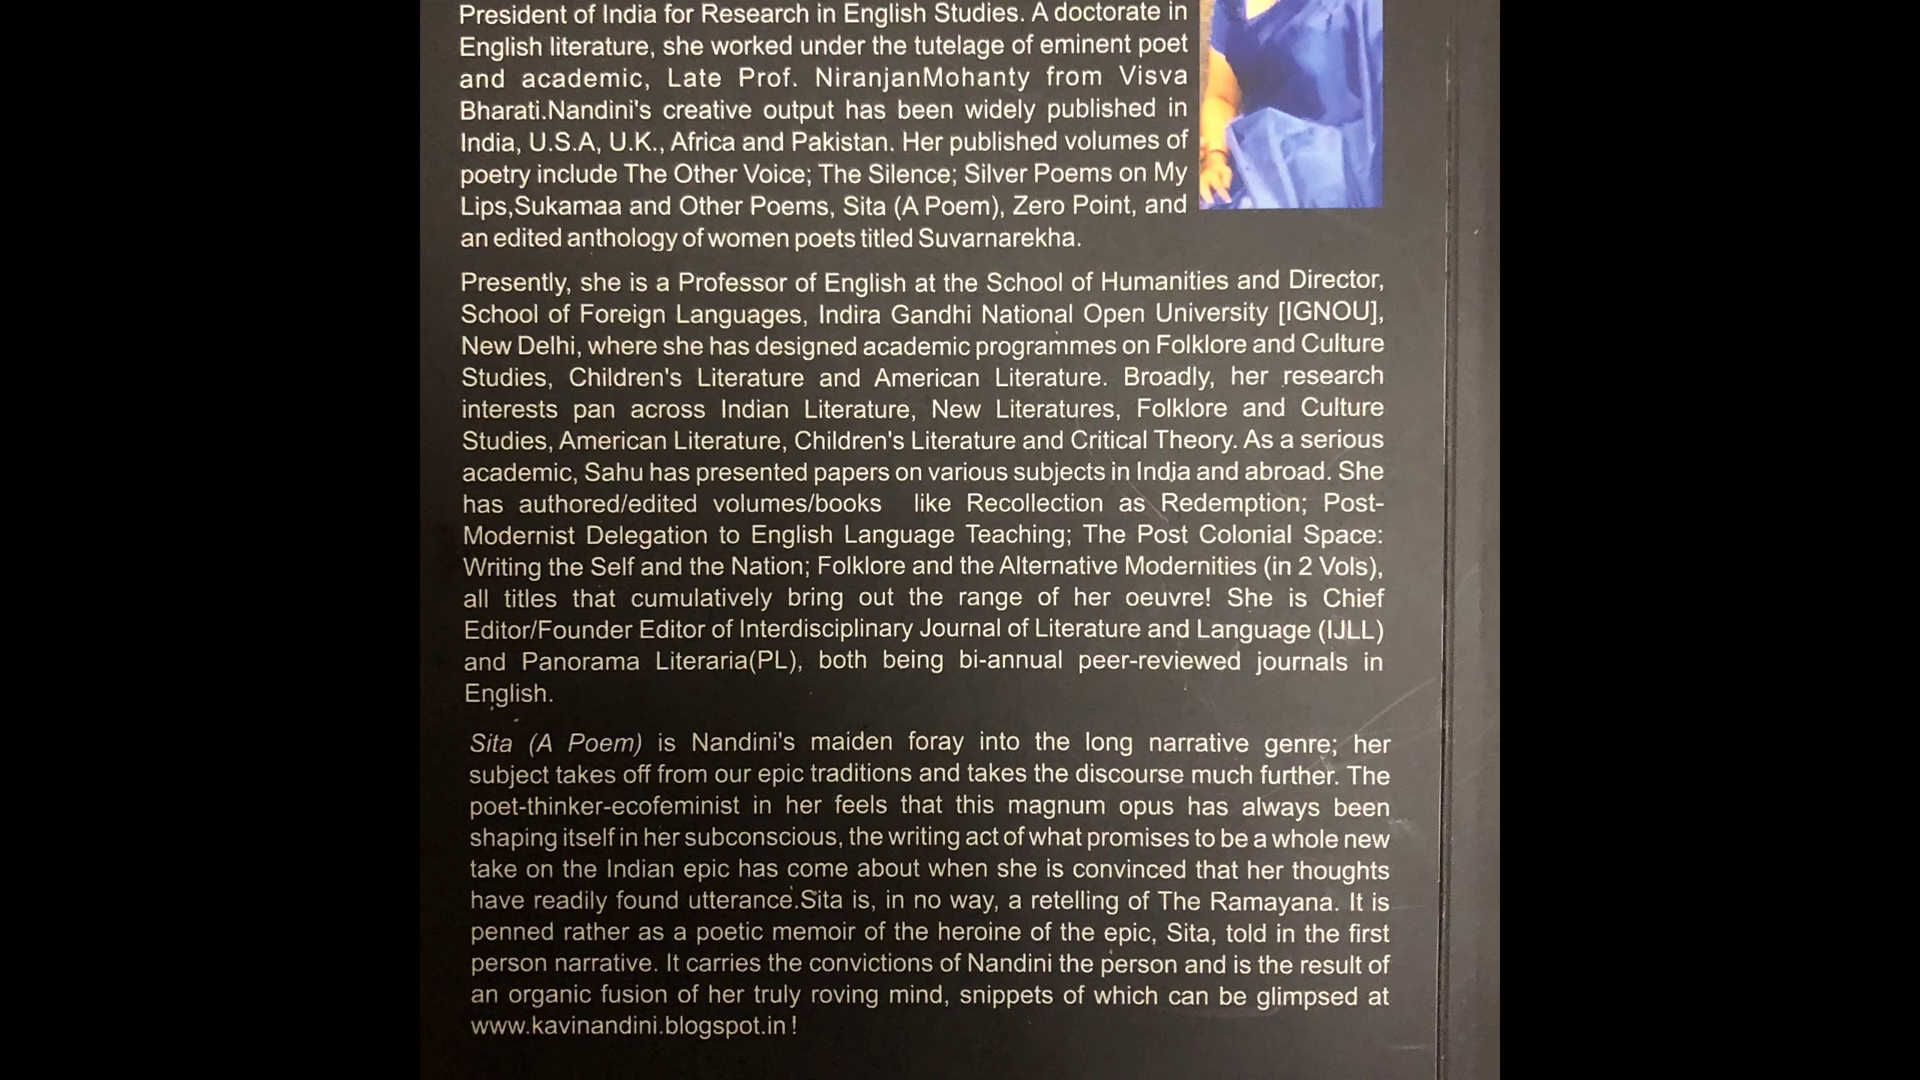 President of India for Research in English Studies. A doctorate in
English literature, she worked under the tutelage of eminent poet
and academic, Late Prof. NiranjanMohanty from Visva
Bharati.Nandini's creative output has been widely published in
India, U.S.A, U.K., Africa and Pakistan. Her published volumes of
poetry include The Other Voice; The Silence; Silver Poems on My
Lips,Sukamaa and Other Poems, Sita (A Poem), Zero Point, and
an edited anthology of women poets titled Suvarnarekha.
Presently, she is a Professor of English at the School of Humanities and Director,
School of Foreign Languages, Indira Gandhi National Open University [IGNOU],
New Delhi, where she has designed academic programmes on Folklore and Culture
Studies, Children's Literature and American Literature. Broadly, her research
interests pan across Indian Literature, New Literatures, Folklore and Culture
Studies, American Literature, Children's Literature and Critical Theory. As a serious
academic, Sahu has presented papers on various subjects in India and abroad. She
has authored/edited volumes/books like Recollection as Redemption; Post-
Modernist Delegation to English Language Teaching; The Post Colonial Space:
Writing the Self and the Nation; Folklore and the Alternative Modernities (in 2 Vols),
all titles that cumulatively bring out the range of her oeuvre! She is Chief
Editor/Founder Editor of Interdisciplinary Journal of Literature and Language (IJLL)
and Panorama Literaria(PL), both being bi-annual peer-reviewed journals in
English.
Sita (A Poem) is Nandini's maiden foray into the long narrative genre; her
subject takes off from our epic traditions and takes the discourse much further. The
poet-thinker-ecofeminist in her feels that this magnum opus has always been
shaping itself in her subconscious, the writing act of what promises to be a whole new
take on the Indian epic has come about when she is convinced that her thoughts
have readily found utterance.Sita is, in no way, a retelling of The Ramayana. It is
penned rather as a poetic memoir of the heroine of the epic, Sita, told in the first
person narrative. It carries the convictions of Nandini the person and is the result of
an organic fusion of her truly roving mind, snippets of which can be glimpsed at
www.kavinandini.blogspot.in !